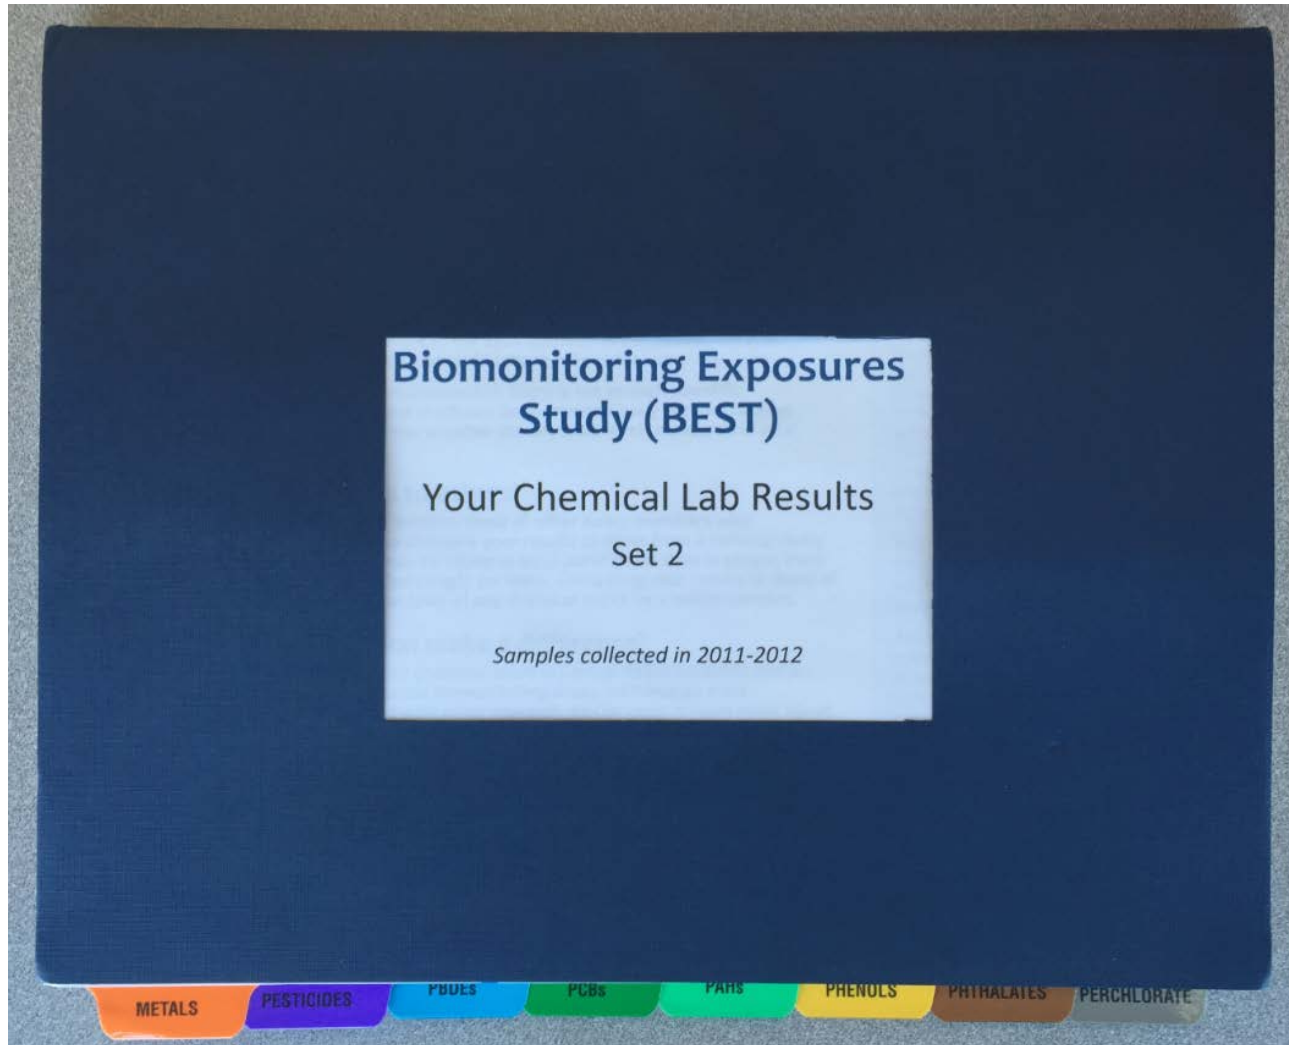 Biomonitoring Exposures
Study (BEST)
Your Chemical Lab Results
Set 2
Samples collected in 2011-2012
METALS
PESTICIDES
PBDEs
PCBs
PAHs
PHENOLS
PHTHALATES
PERCHLORATE